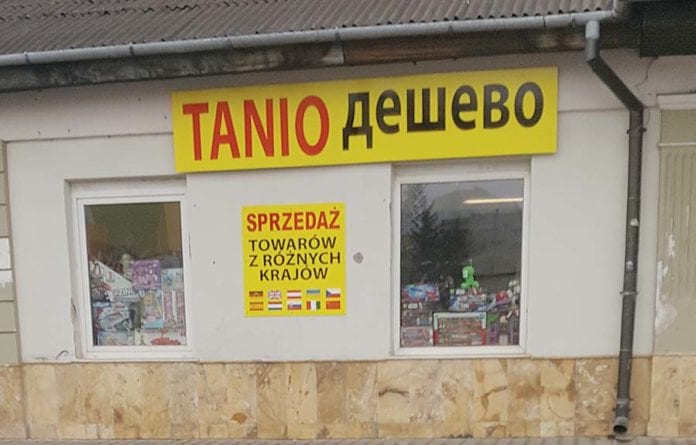 TANIO дешево
SPRZEDAŻ
TOWARÓW
Z RÓŻNYCH
KRAJÓW